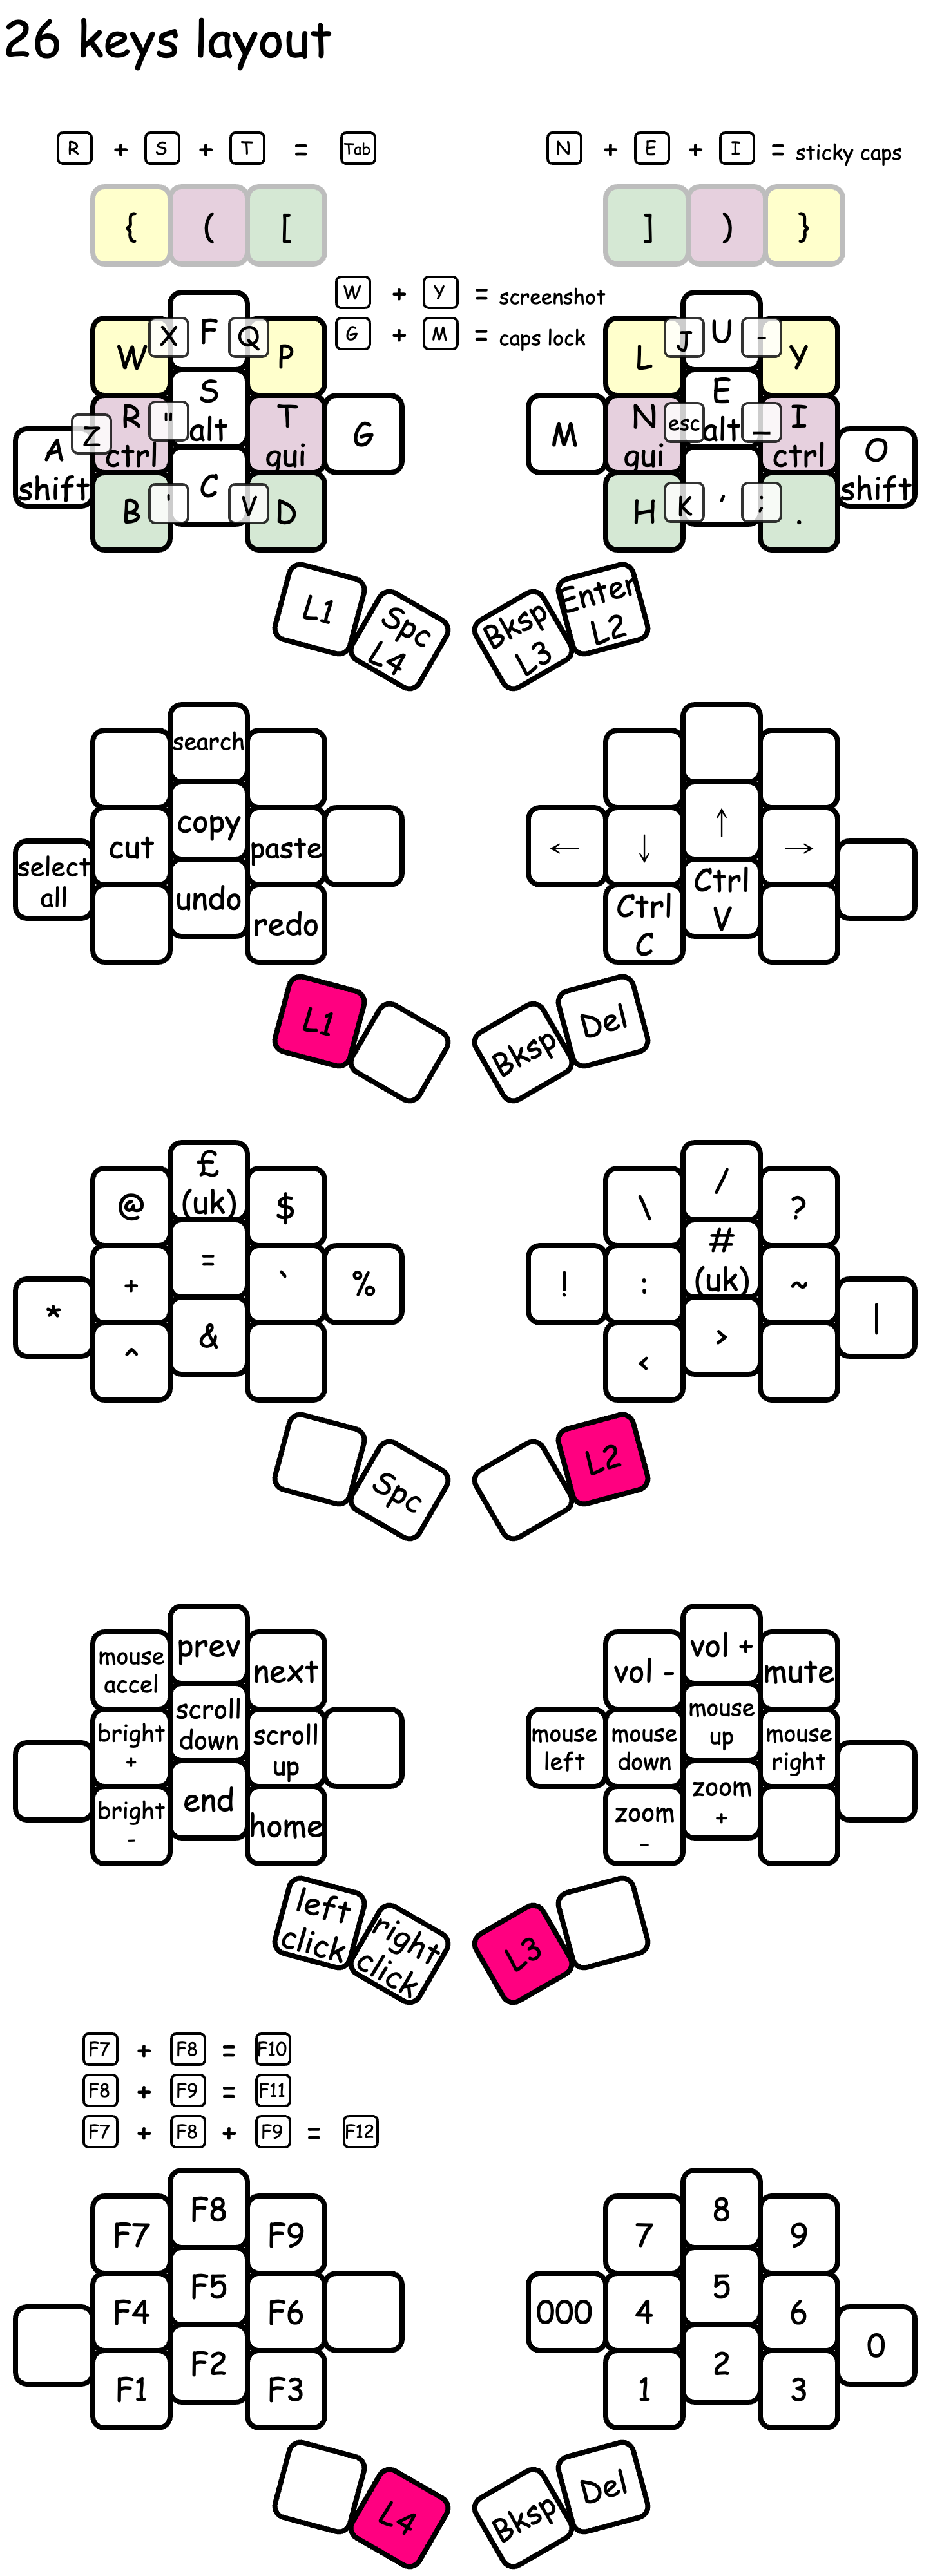 26 keys layout
R + S + T = Tab
N + E + I = sticky caps
{ ( [
] ) }
W + Y = screenshot
G + M = caps lock
W X F Q P
L J U - Y
A shift Z R ctrl " S alt T gui G
M N gui esc E alt _ I ctrl O shift
B ' C V D
H K , ; .
L1 Spc L4
Bksp L3 Enter L2
search
select all cut copy paste
← ↓ ↑ →
undo redo
Ctrl C Ctrl V
L1
Bksp Del
@ £ (uk) $
\ / ?
* + = ` %
! : # (uk) ~ |
^ &
< >
Spc
L2
mouse accel prev next
vol - vol + mute
bright + scroll down scroll up
mouse left mouse down mouse up mouse right
bright - end home
zoom - zoom +
left click right click
L3
F7 + F8 = F10
F8 + F9 = F11
F7 + F8 + F9 = F12
F7 F8 F9
7 8 9
F4 F5 F6
000 4 5 6 0
F1 F2 F3
1 2 3
L4
Bksp Del